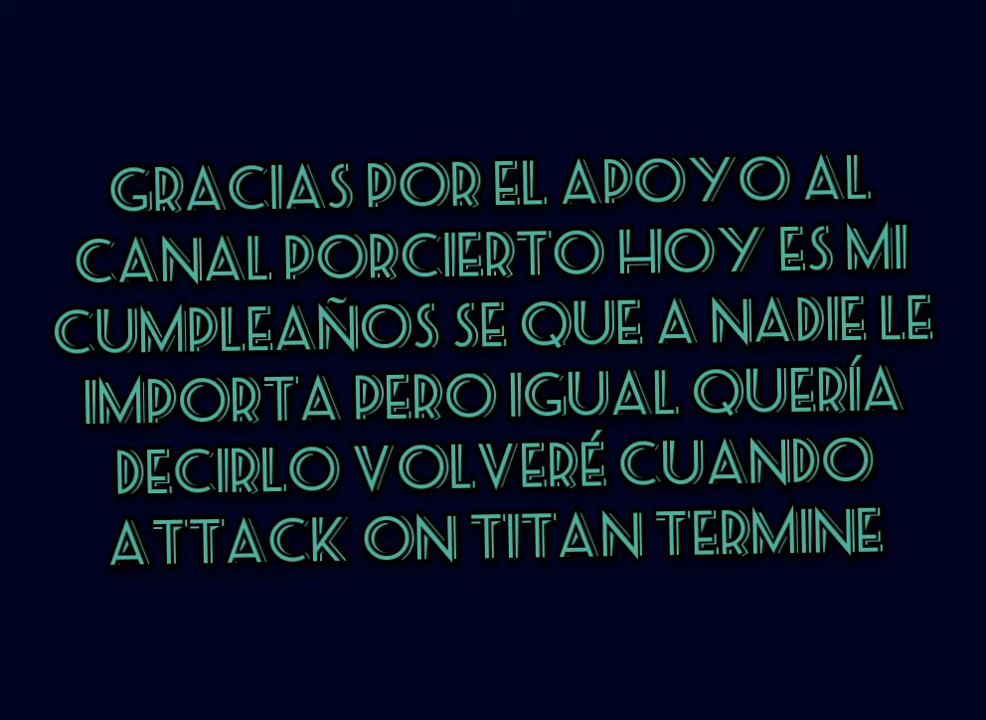 GRACIAS POR EL APOYO AL
CANAL PORCIERTO HOY ES MI
CUMPLEAÑOS SE QUE A NADIE LE
IMPORTA PERO IGUAL QUERÍA
DECIRLO VOLVERÉ CUANDO
ATTACK ON TITAN TERMINE